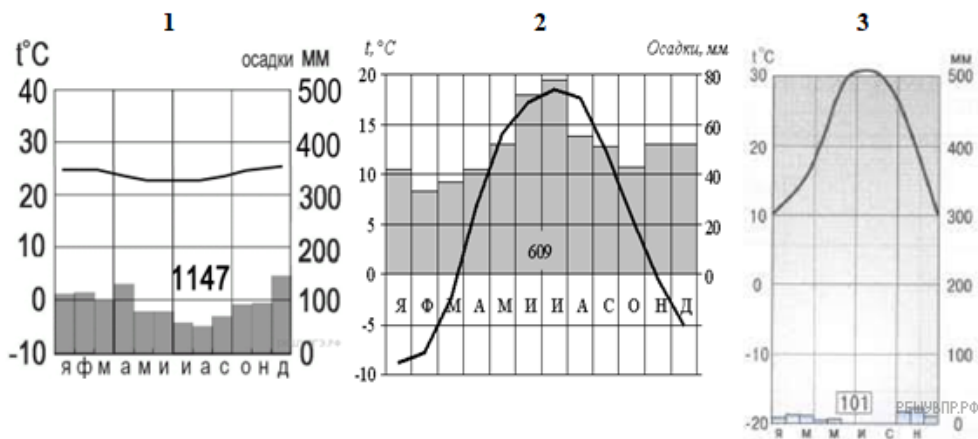 1
t°C
осадки мм
40 500
30 400
20 300
10 200
0 100
-10 0
1147
я ф м а м и и а с о н д
2
t, °C
Осадки, мм
20 80
15 60
10 40
5 20
0 0
-5
-10
609
Я Ф М А М И И А С О Н Д
3
t°C
мм
30 500
20 400
10 300
0 200
-10 100
-20 0
101
РЕШУВПР.РФ
я м м и с н